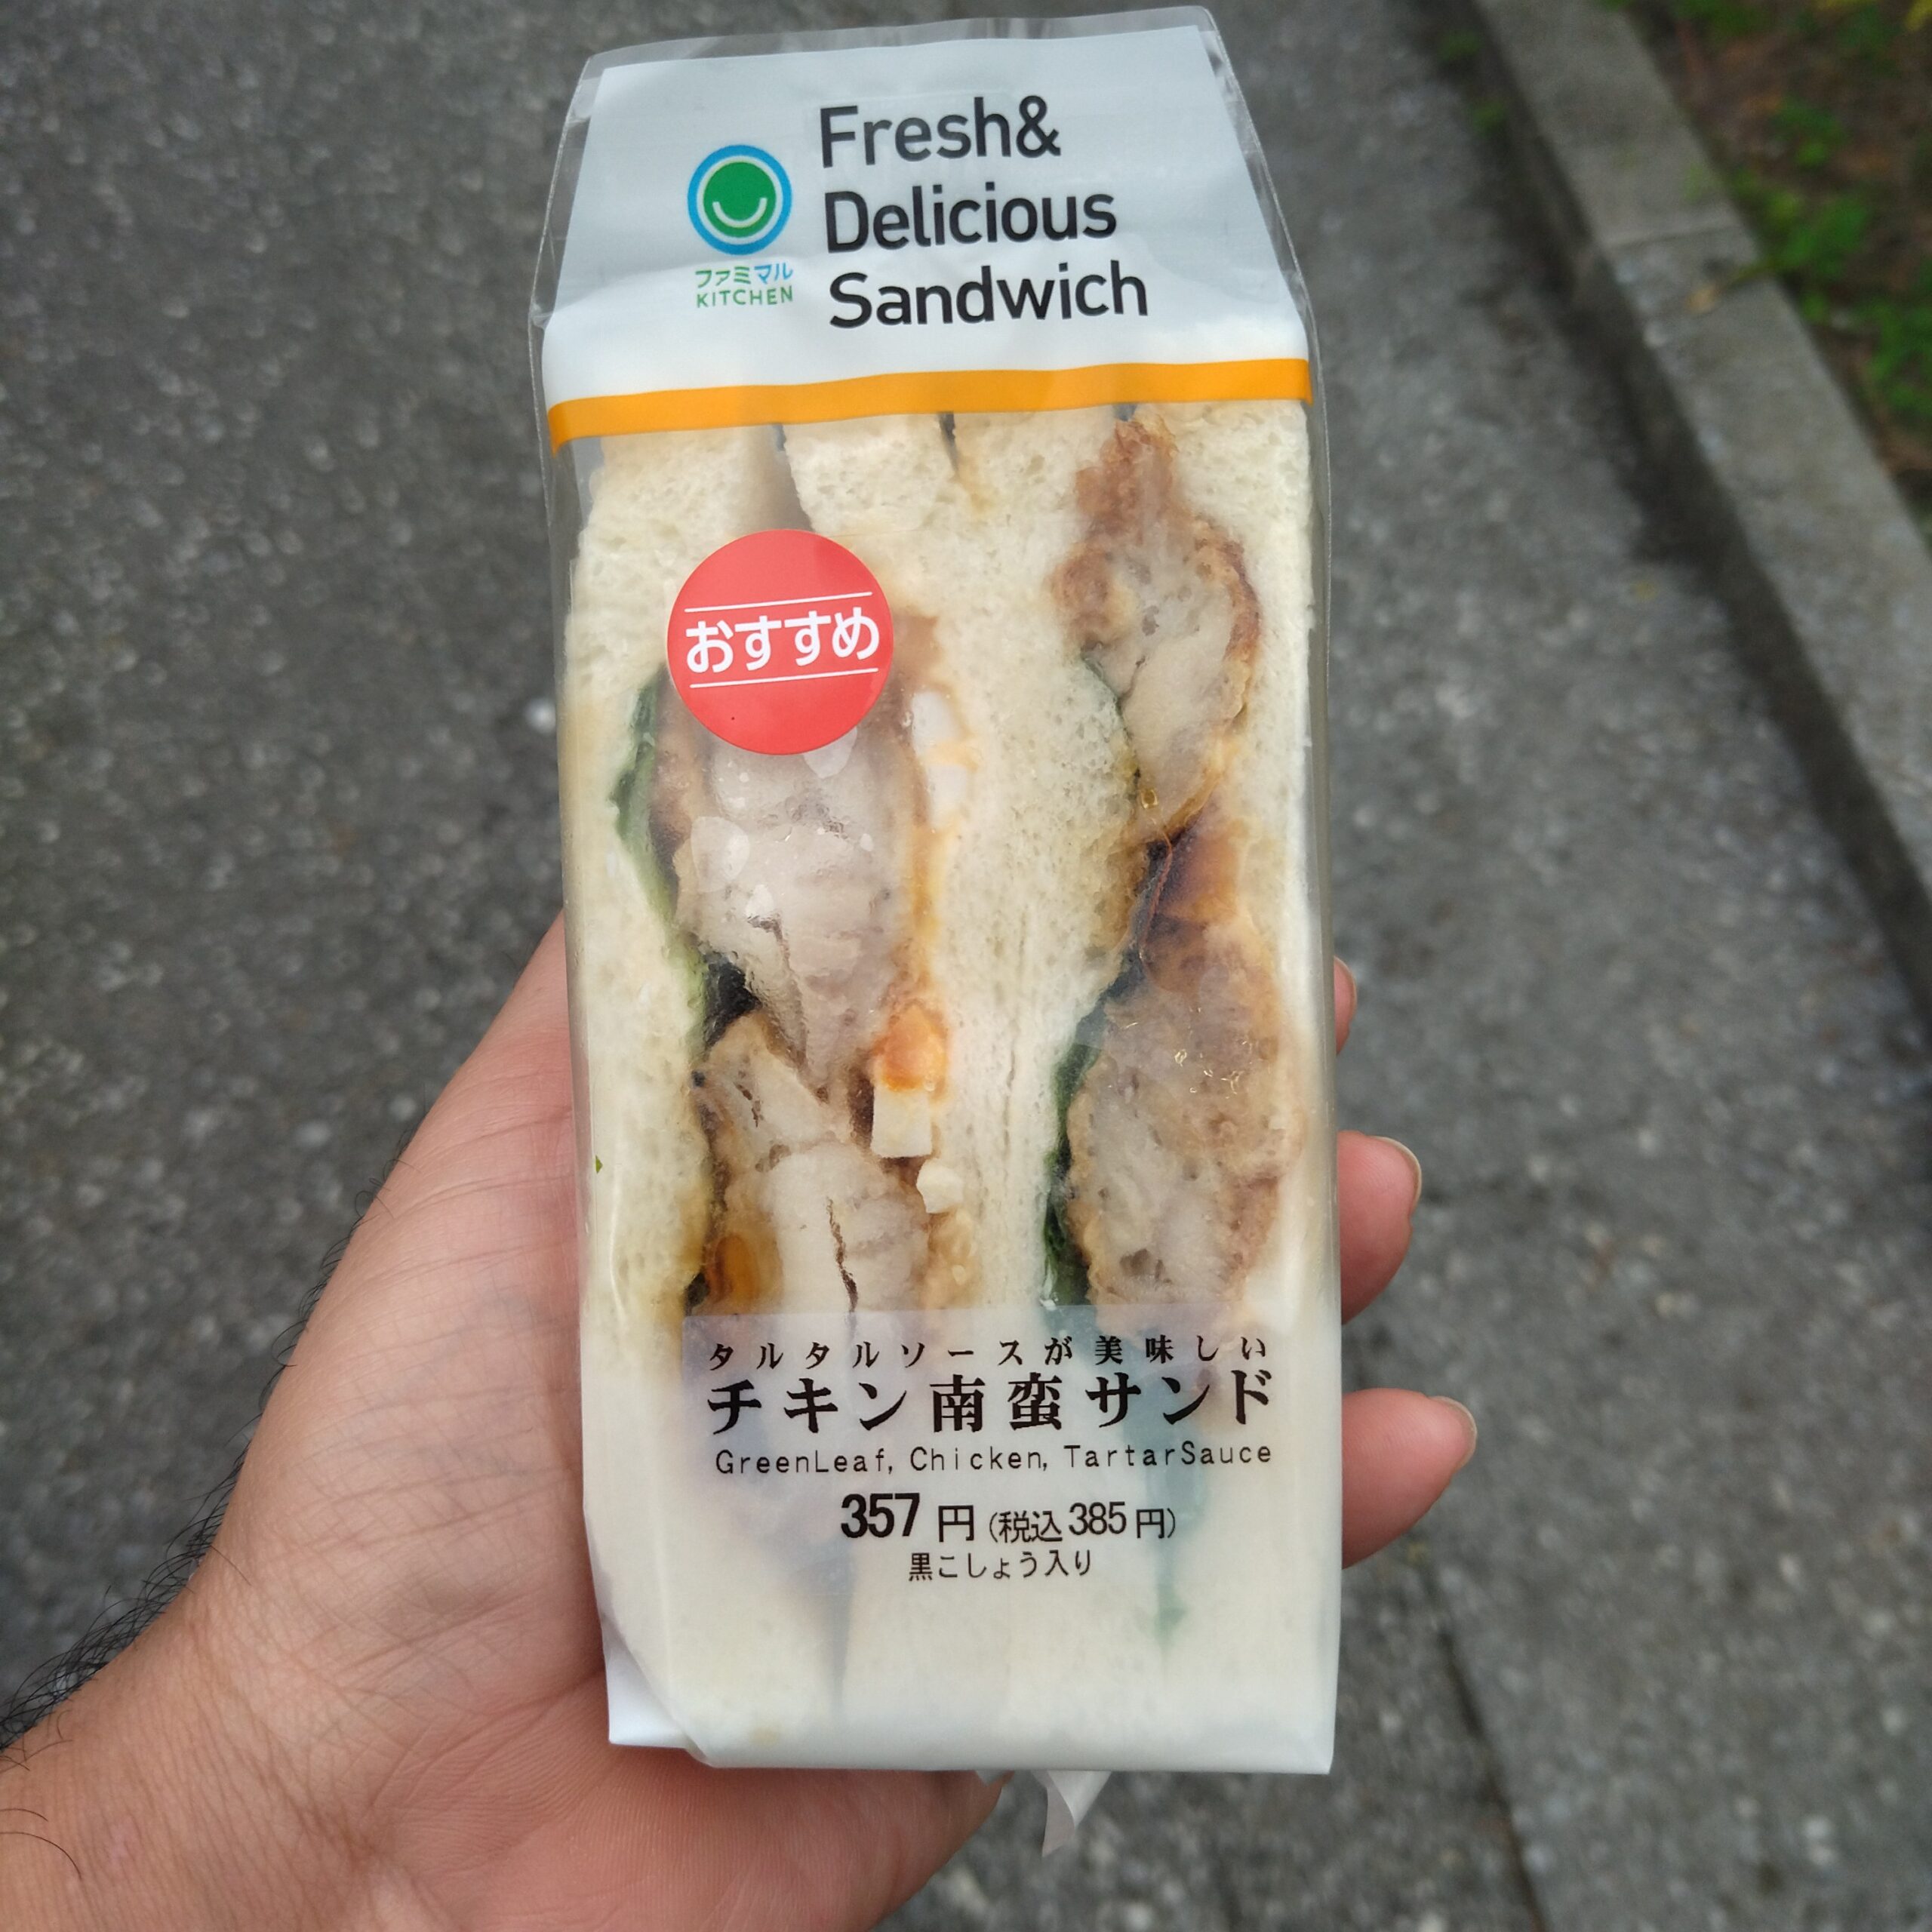 Fresh&
Delicious
Sandwich
ファミマル
KITCHEN
おすすめ
タルタルソースが美味しい
チキン南蛮サンド
GreenLeaf, Chicken, TartarSauce
357円(税込385円)
黒こしょう入り